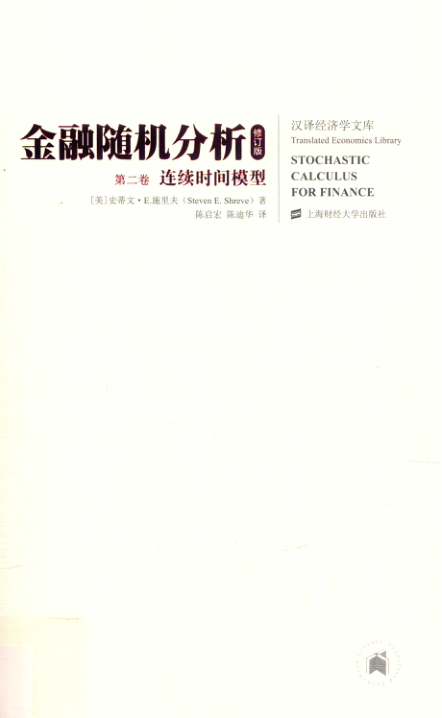 金融随机分析 修订版
第二卷 连续时间模型
[美]史蒂文·E.施里夫(Steven E. Shreve)著
陈启宏 陈迪华 译
汉译经济学文库
Translated Economics Library
STOCHASTIC
CALCULUS
FOR FINANCE
上海财经大学出版社